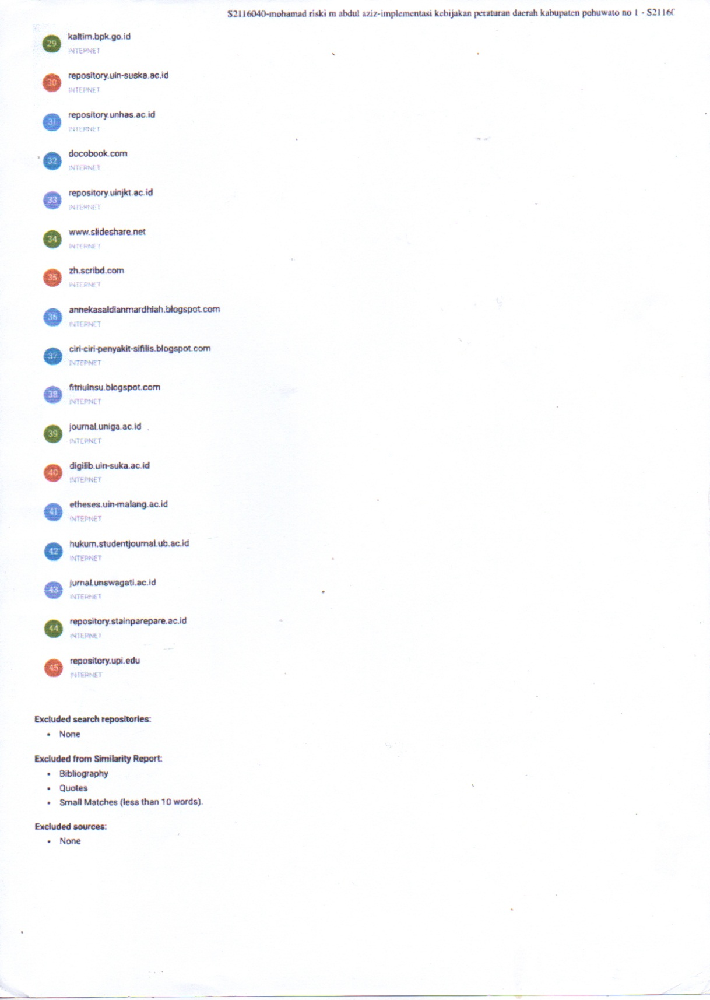 S2116040-mohamad riski m abdul aziz-implementasi kebijakan peraturan daerah kabupaten pohuwato no 1 - S2116C
29 kaltim.bpk.go.id
INTERNET
30 repository.uin-suska.ac.id
INTERNET
31 repository.unhas.ac.id
INTERNET
32 docobook.com
INTERNET
33 repository.uinjkt.ac.id
INTERNET
34 www.slideshare.net
INTERNET
35 zh.scribd.com
INTERNET
36 annekasaldianmardhiah.blogspot.com
INTERNET
37 ciri-ciri-penyakit-sifilis.blogspot.com
INTERNET
38 fitriuinsu.blogspot.com
INTERNET
39 journal.uniga.ac.id
INTERNET
40 digilib.uin-suka.ac.id
INTERNET
41 etheses.uin-malang.ac.id
INTERNET
42 hukum.studentjournal.ub.ac.id
INTERNET
43 jurnal.unswagati.ac.id
INTERNET
44 repository.stainparepare.ac.id
INTERNET
45 repository.upi.edu
INTERNET
Excluded search repositories:
• None
Excluded from Similarity Report:
• Bibliography
• Quotes
• Small Matches (less than 10 words).
Excluded sources:
• None